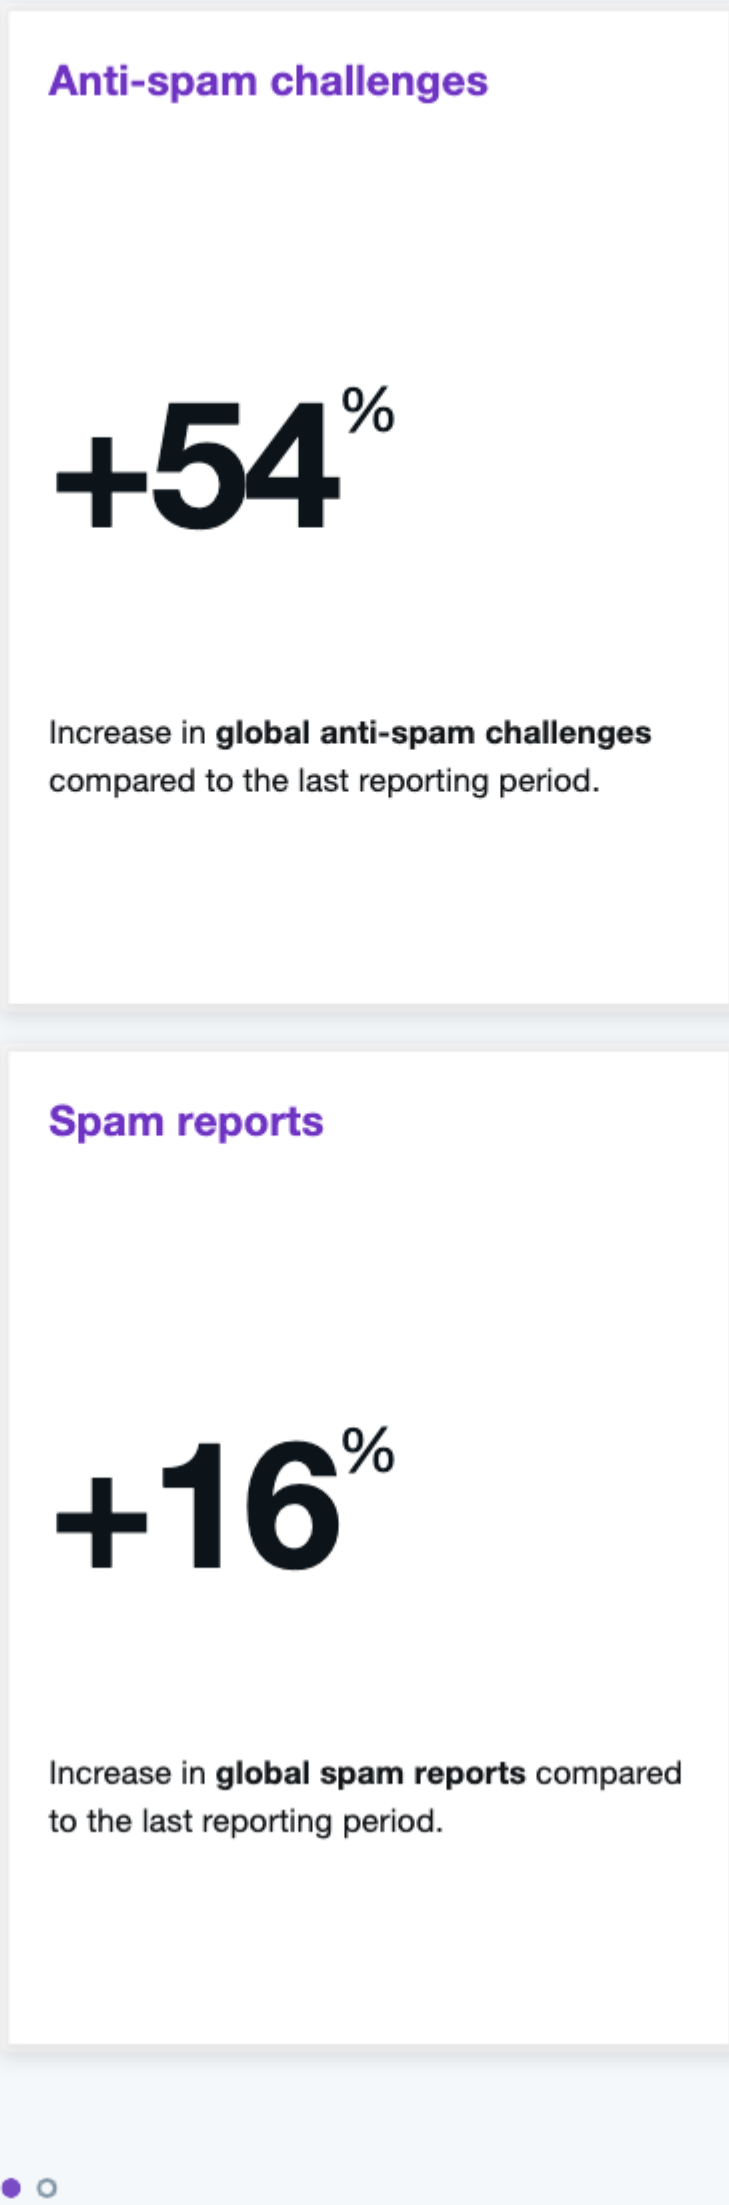 Anti-spam challenges
+54%
Increase in global anti-spam challenges
compared to the last reporting period.
Spam reports
+16%
Increase in global spam reports compared
to the last reporting period.